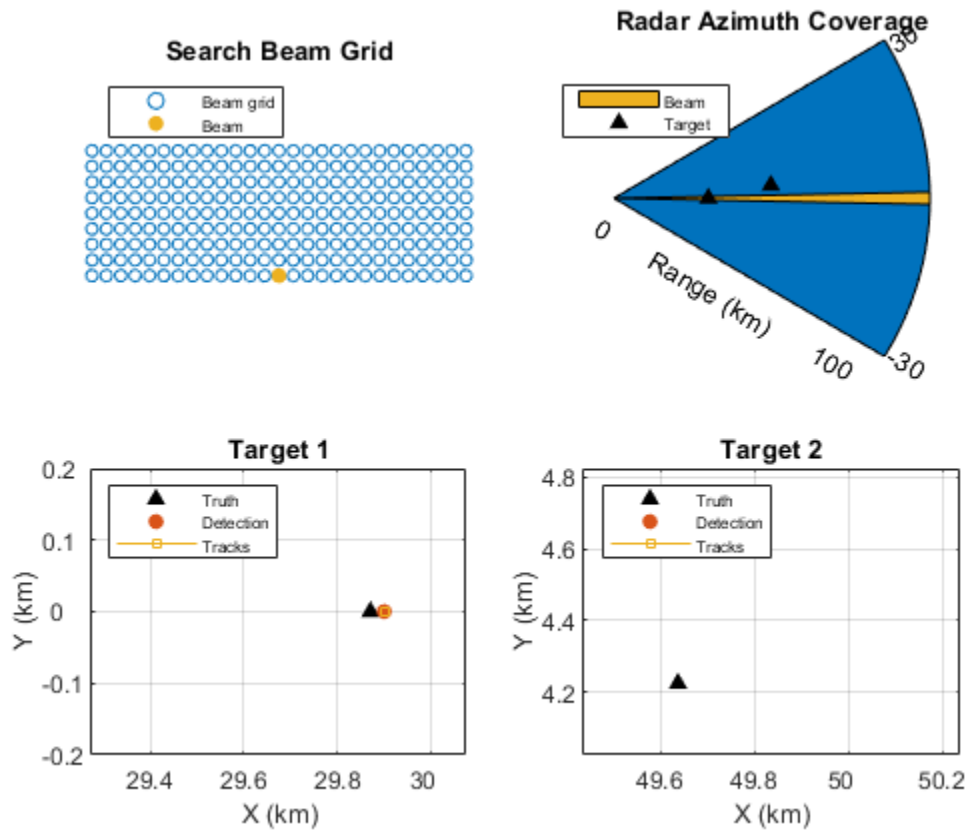 Search Beam Grid
Beam grid
Beam
Radar Azimuth Coverage
Beam
Target
30
0
Range (km)
100
-30
Target 1
Truth
Detection
Tracks
0.2
0.1
0
-0.1
-0.2
Y (km)
29.4
29.6
29.8
30
X (km)
Target 2
Truth
Detection
Tracks
4.8
4.6
4.4
4.2
Y (km)
49.6
49.8
50
50.2
X (km)